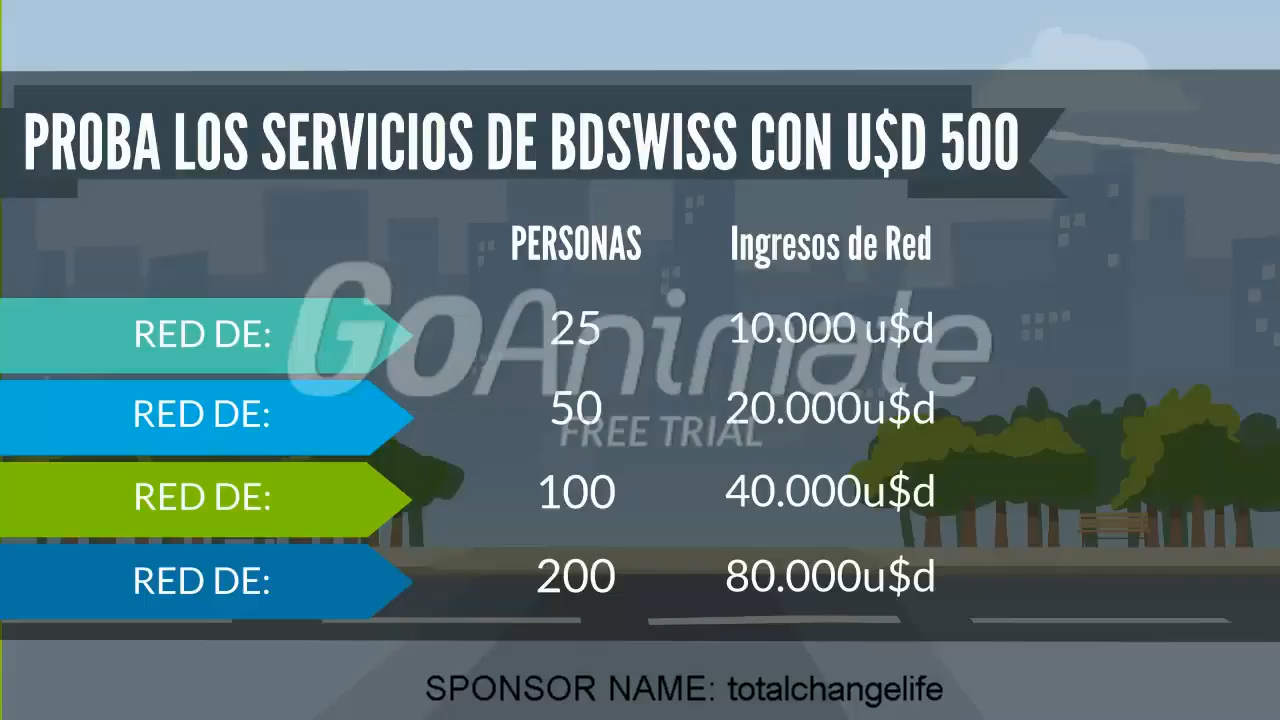 PROBA LOS SERVICIOS DE BDSWISS CON U$D 500
PERSONAS Ingresos de Red
RED DE: 25 10.000 u$d
RED DE: 50 20.000u$d
RED DE: 100 40.000u$d
RED DE: 200 80.000u$d
GoAnimate
FREE TRIAL
SPONSOR NAME: totalchangelife